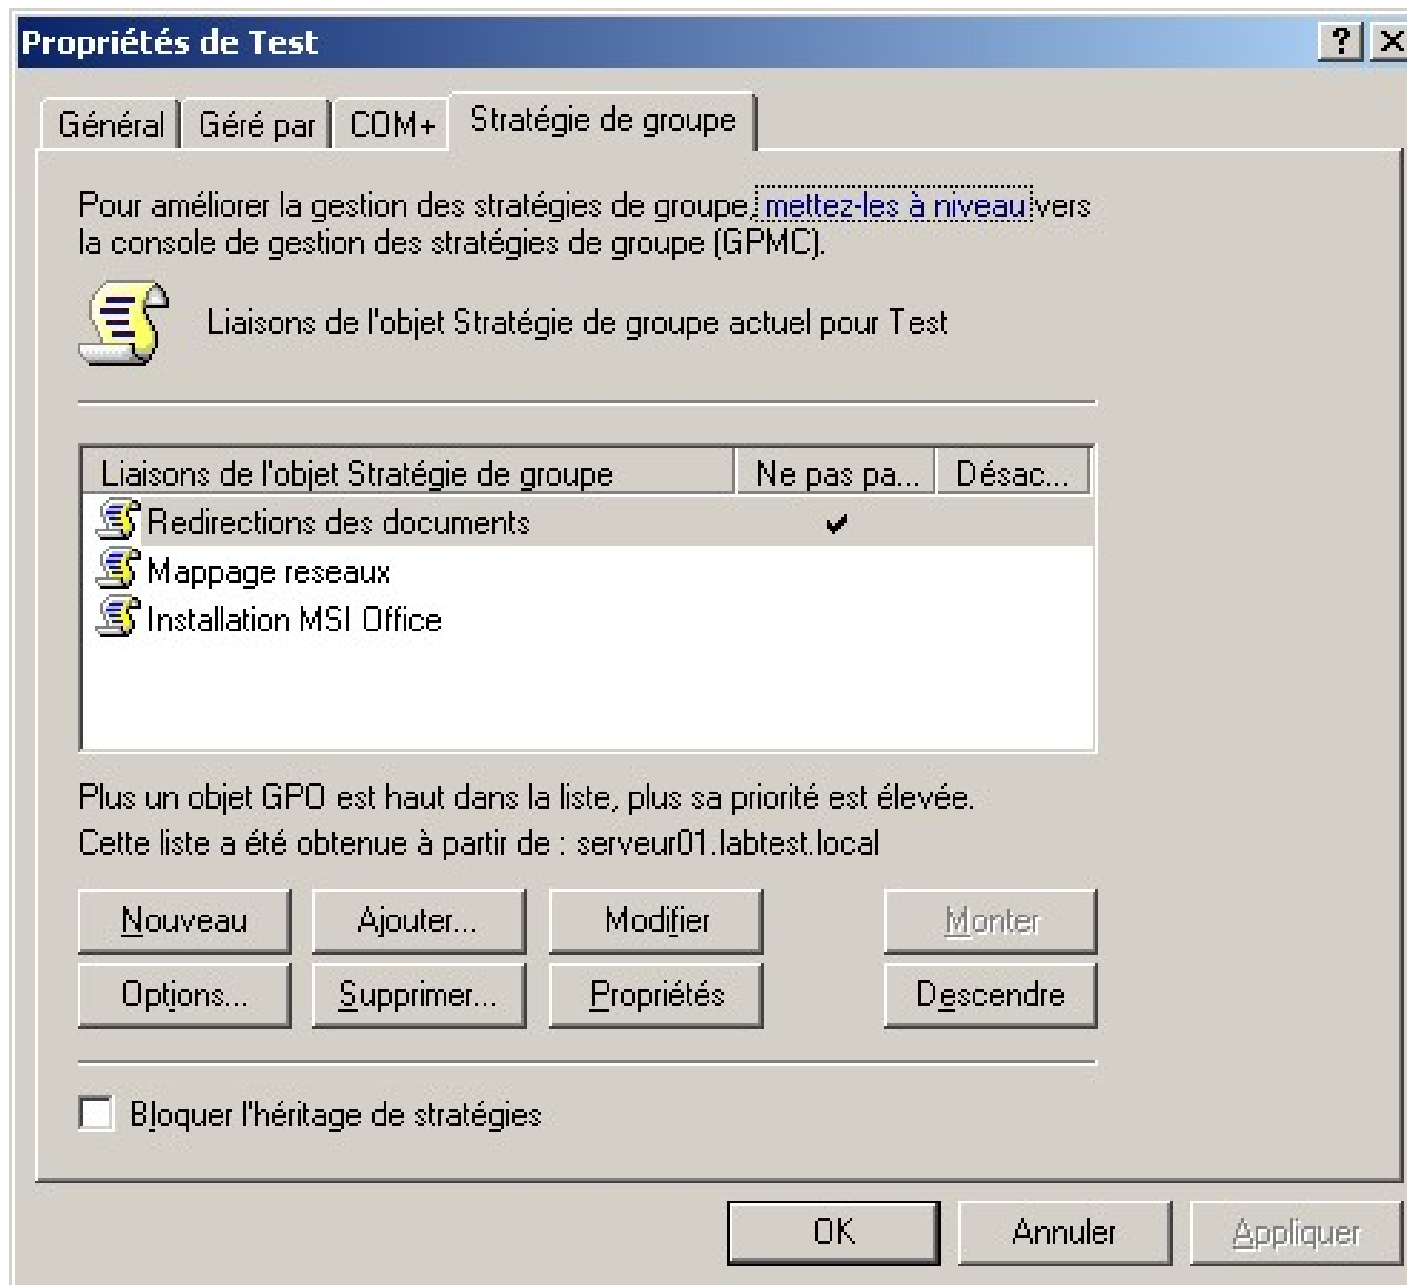 Propriétés de Test
Général Géré par COM+ Stratégie de groupe
Pour améliorer la gestion des stratégies de groupe, mettez-les à niveau vers
la console de gestion des stratégies de groupe (GPMC).
Liaisons de l'objet Stratégie de groupe actuel pour Test
Liaisons de l'objet Stratégie de groupe Ne pas pa... Désac...
Redirections des documents
Mappage reseaux
Installation MSI Office
Plus un objet GPO est haut dans la liste, plus sa priorité est élevée.
Cette liste a été obtenue à partir de : serveur01.labtest.local
Nouveau Ajouter... Modifier Monter
Options... Supprimer... Propriétés Descendre
Bloquer l'héritage de stratégies
OK Annuler Appliquer